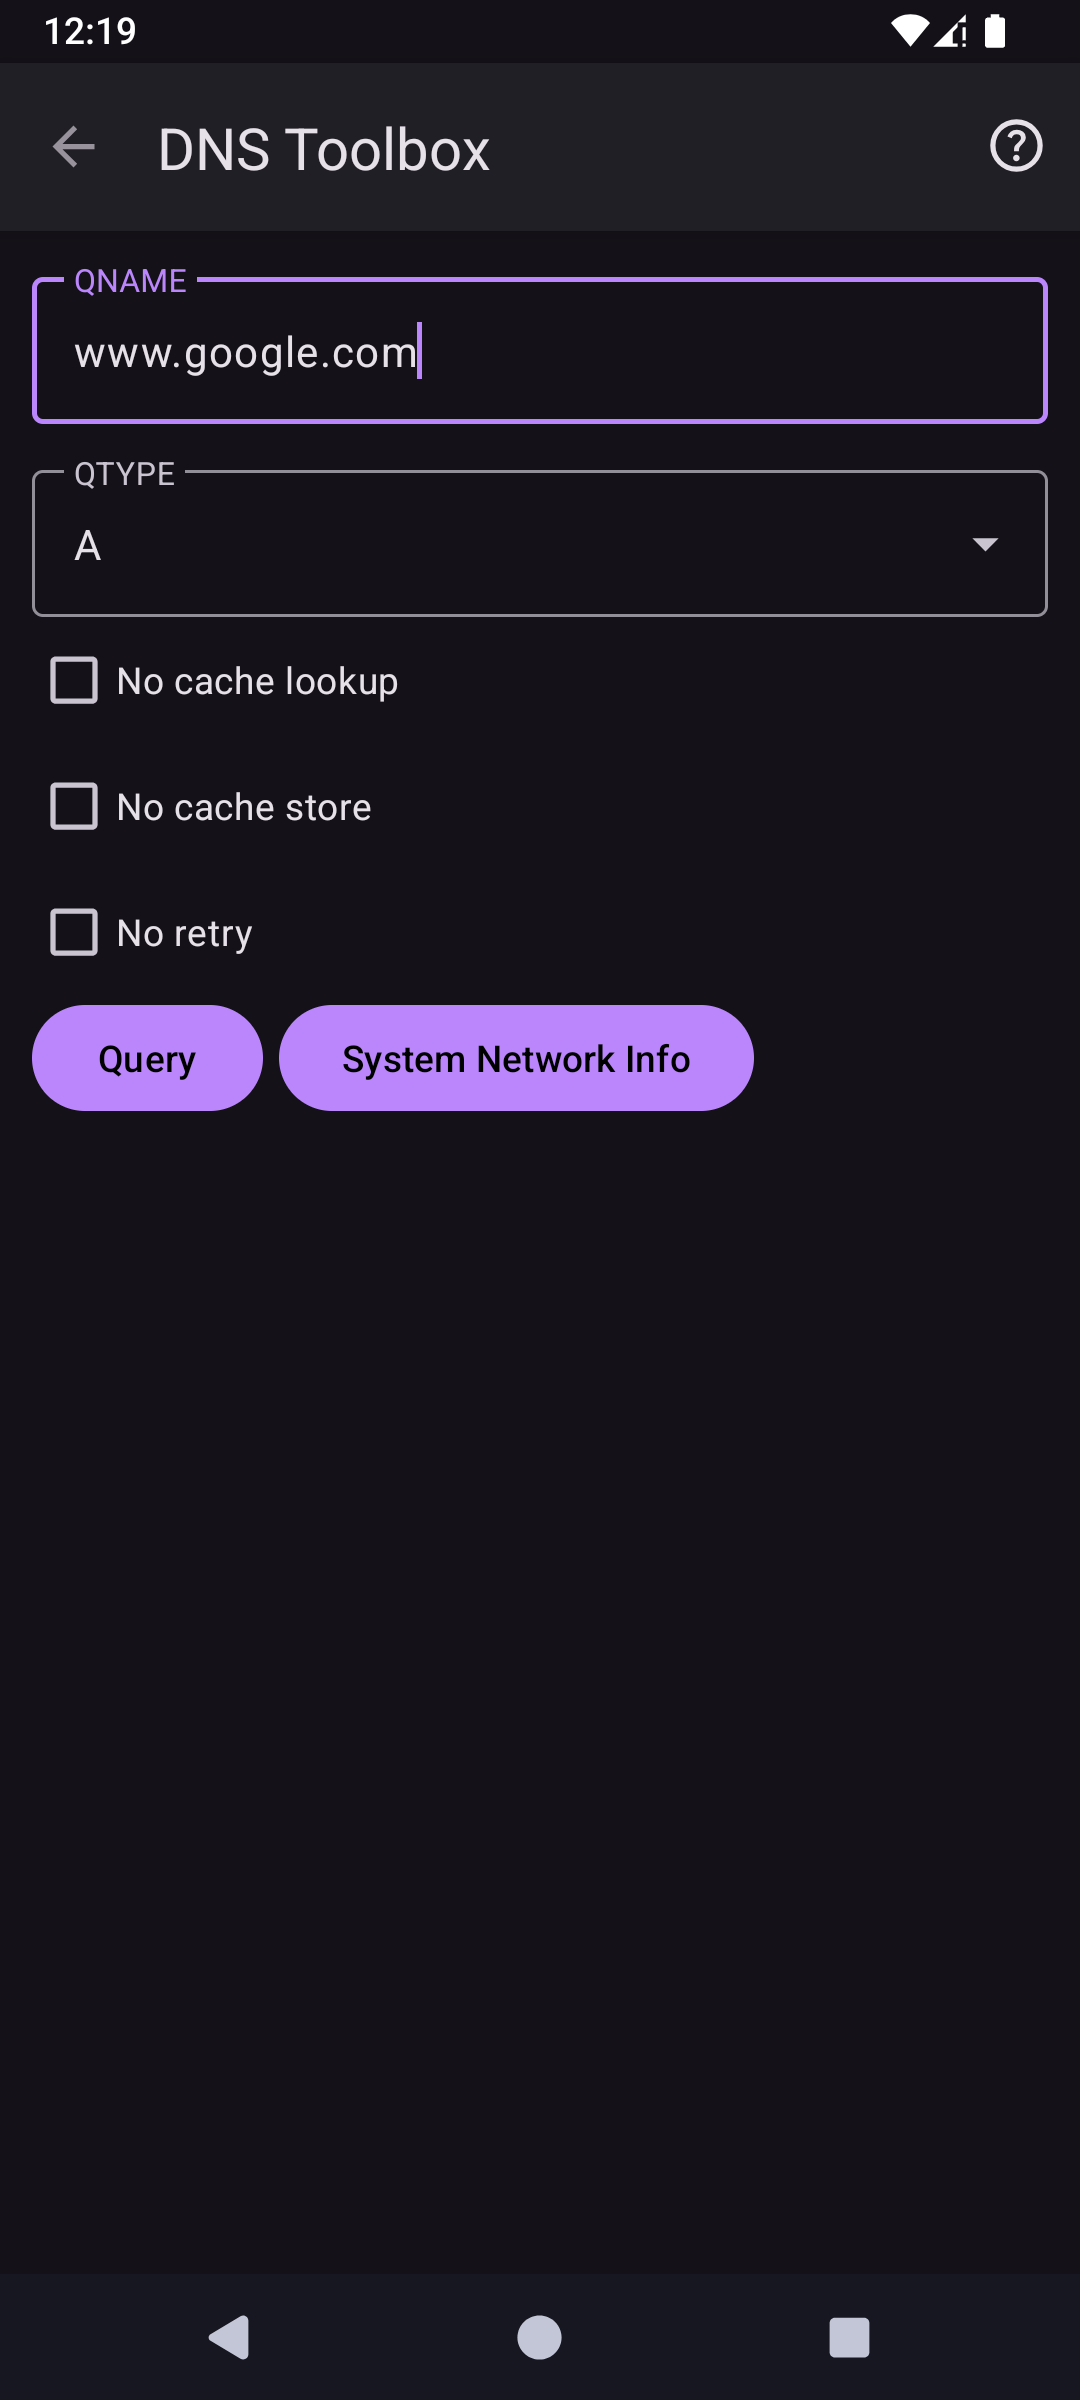 12:19
DNS Toolbox
QNAME
www.google.com
QTYPE
A
No cache lookup
No cache store
No retry
Query
System Network Info